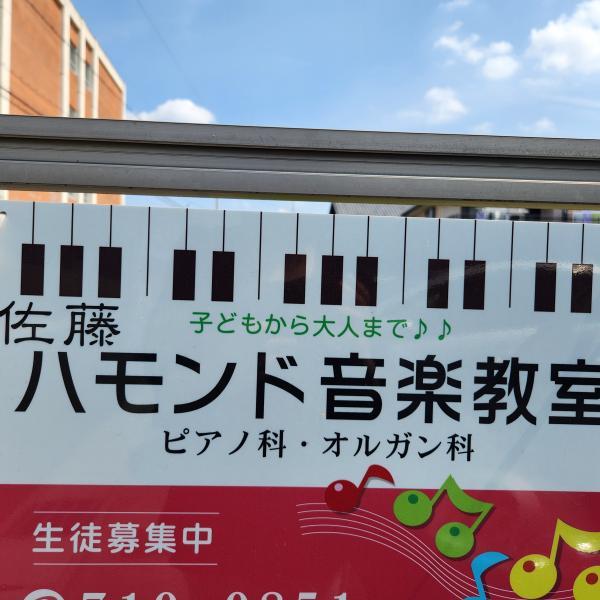 佐藤
子どもから大人まで♪♪
ハモンド音楽教室
ピアノ科・オルガン科
生徒募集中